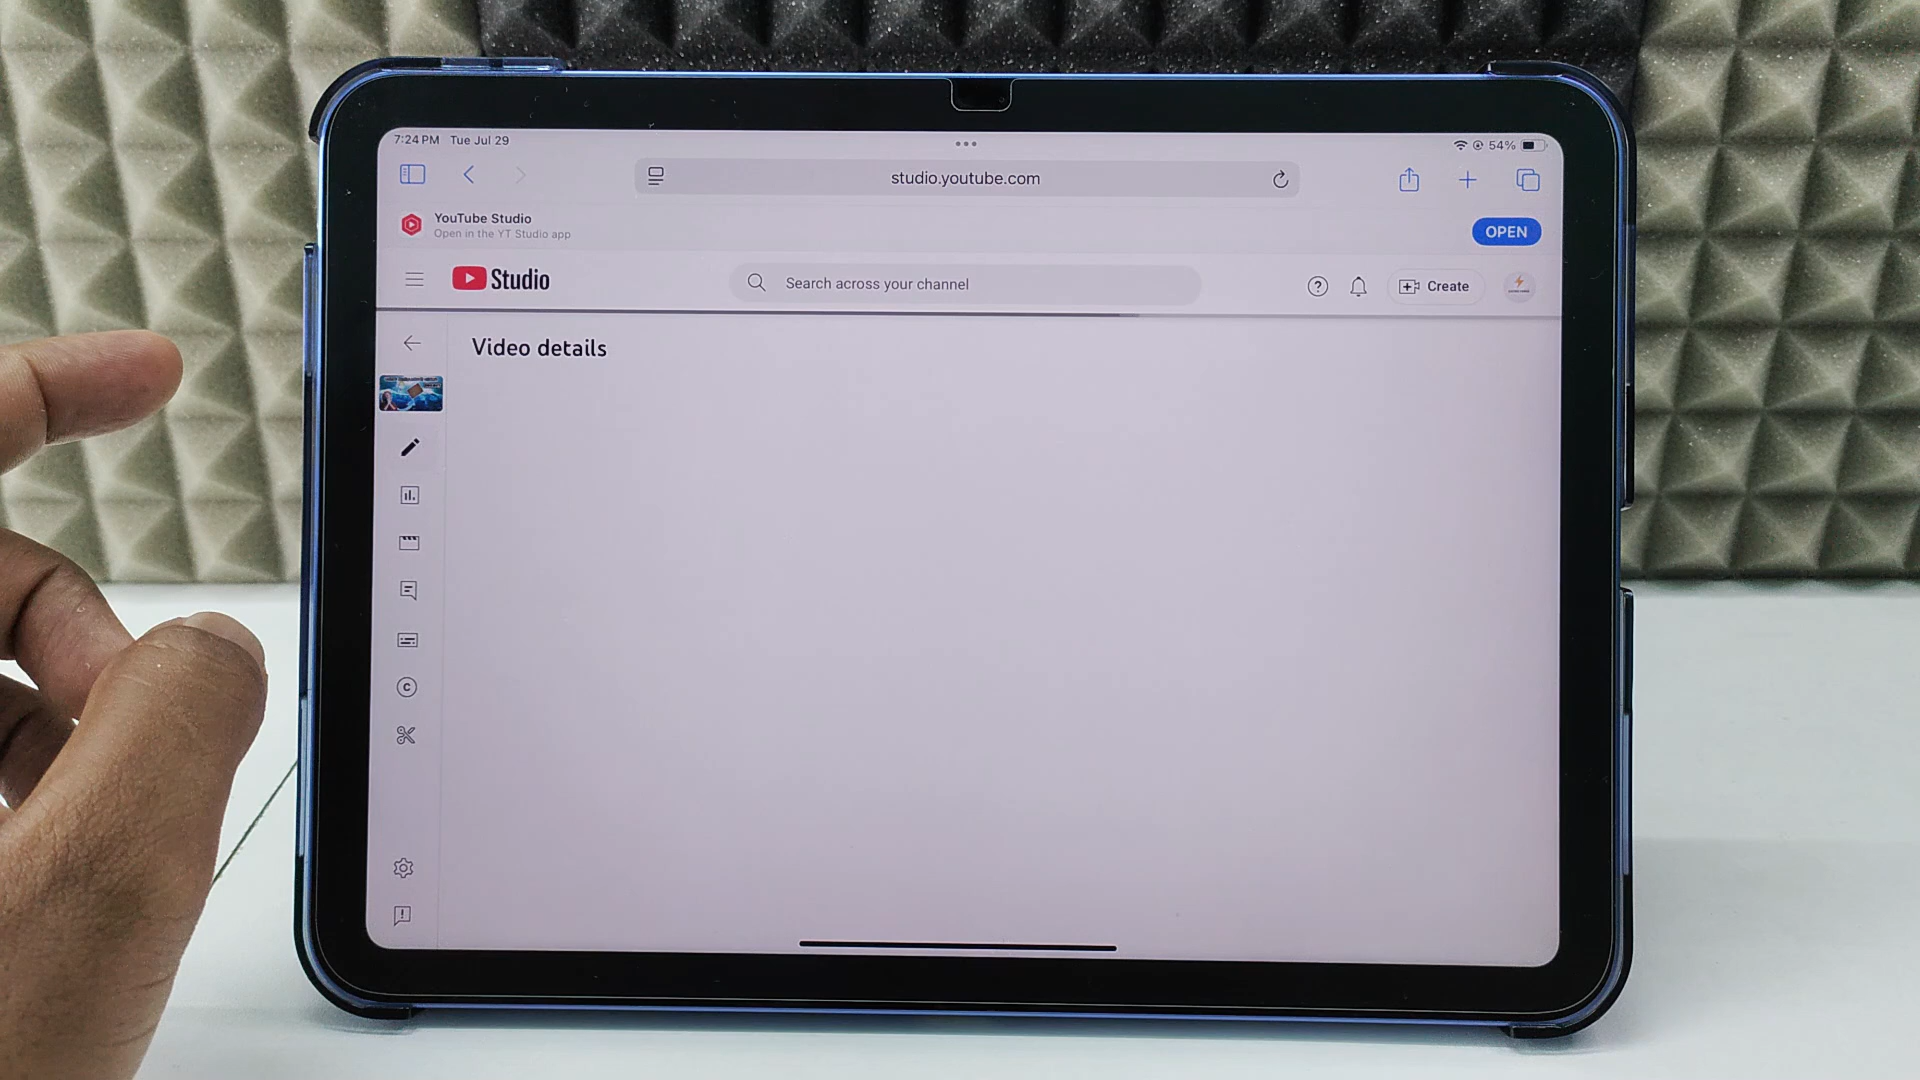 7:24 PM Tue Jul 29
54%
studio.youtube.com
YouTube Studio
Open in the YT Studio app
OPEN
Studio
Search across your channel
Create
Video details